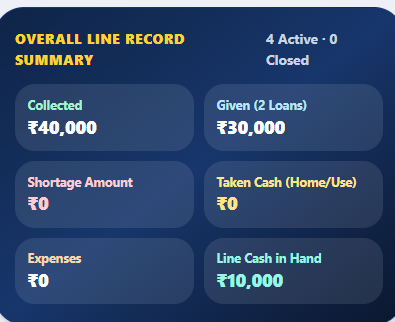 OVERALL LINE RECORD
SUMMARY
4 Active · 0
Closed
Collected
₹40,000
Given (2 Loans)
₹30,000
Shortage Amount
₹0
Taken Cash (Home/Use)
₹0
Expenses
₹0
Line Cash in Hand
₹10,000